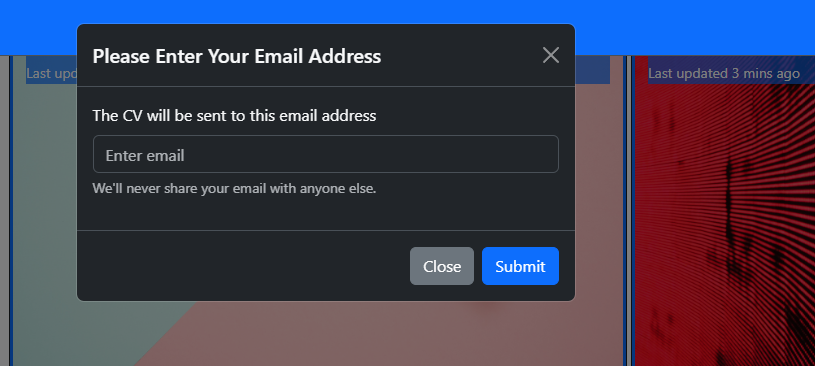 Please Enter Your Email Address
Last upd
Last updated 3 mins ago
The CV will be sent to this email address
Enter email
We'll never share your email with anyone else.
Close Submit